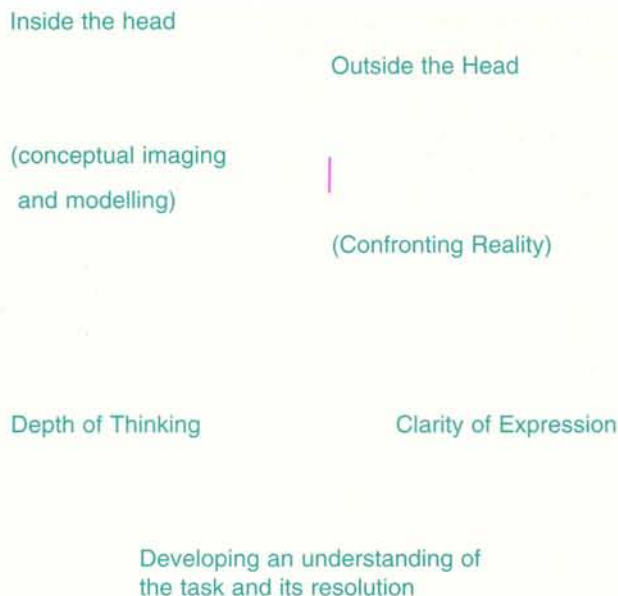 Inside the head
Outside the Head
(conceptual imaging
and modelling)
(Confronting Reality)
Depth of Thinking
Clarity of Expression
Developing an understanding of
the task and its resolution